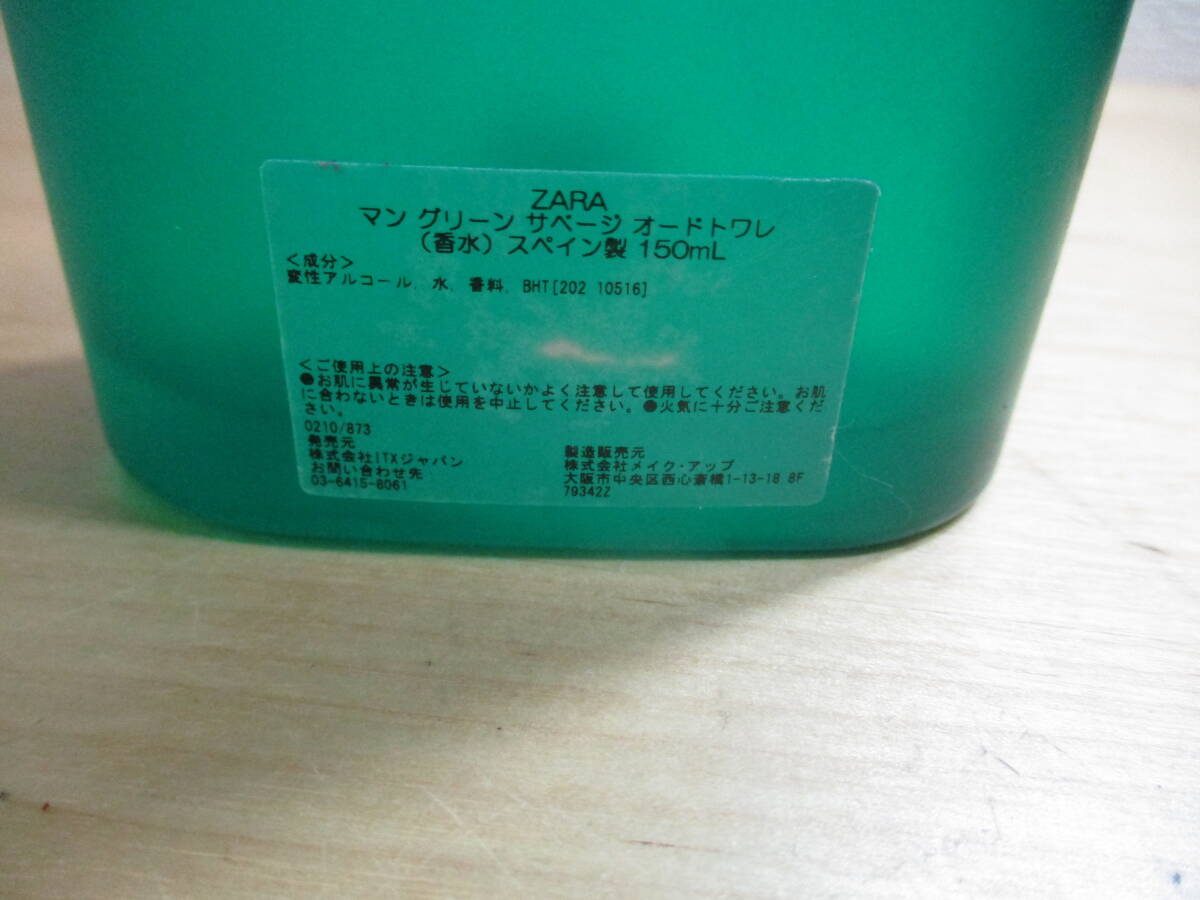 ZARA
マン グリーン サベージ オードトワレ
(香水) スペイン製 150mL
<成分>
変性アルコール, 水, 香料, BHT[202 10516]
<ご使用上の注意>
●お肌に異常が生じていないかよく注意して使用してください。お肌
に合わないときは使用を中止してください。●火気に十分ご注意くだ
さい。
0210/873
発売元
株式会社ITXジャパン
お問い合わせ先
03-6415-8061
製造販売元
株式会社メイク・アップ
大阪市中央区西心斎橋1-13-18 8F
79342Z